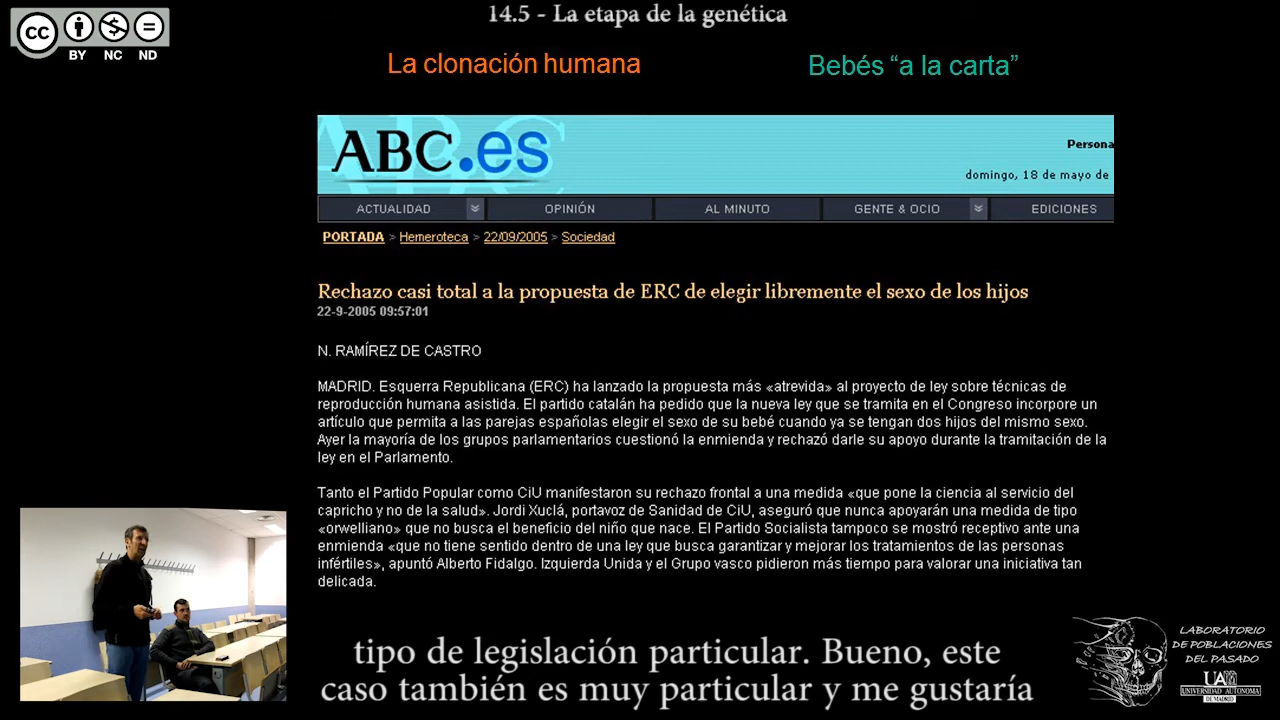 14.5 - La etapa de la genética
CC
BY NC ND
La clonación humana
Bebés “a la carta”
ABC.es
Persona
domingo, 18 de mayo de
ACTUALIDAD OPINIÓN AL MINUTO GENTE & OCIO EDICIONES
PORTADA > Hemeroteca > 22/09/2005 > Sociedad
Rechazo casi total a la propuesta de ERC de elegir libremente el sexo de los hijos
22-9-2005 09:57:01
N. RAMÍREZ DE CASTRO
MADRID. Esquerra Republicana (ERC) ha lanzado la propuesta más «atrevida» al proyecto de ley sobre técnicas de
reproducción humana asistida. El partido catalán ha pedido que la nueva ley que se tramita en el Congreso incorpore un
artículo que permita a las parejas españolas elegir el sexo de su bebé cuando ya se tengan dos hijos del mismo sexo.
Ayer la mayoría de los grupos parlamentarios cuestionó la enmienda y rechazó darle su apoyo durante la tramitación de la
ley en el Parlamento.
Tanto el Partido Popular como CiU manifestaron su rechazo frontal a una medida «que pone la ciencia al servicio del
capricho y no de la salud». Jordi Xuclá, portavoz de Sanidad de CiU, aseguró que nunca apoyarán una medida de tipo
«orwelliano» que no busca el beneficio del niño que nace. El Partido Socialista tampoco se mostró receptivo ante una
enmienda «que no tiene sentido dentro de una ley que busca garantizar y mejorar los tratamientos de las personas
infértiles», apuntó Alberto Fidalgo. Izquierda Unida y el Grupo vasco pidieron más tiempo para valorar una iniciativa tan
delicada.
tipo de legislación particular. Bueno, este
caso también es muy particular y me gustaría
LABORATORIO
DE POBLACIONES
DEL PASADO
UAM
UNIVERSIDAD AUTONOMA
DE MADRID